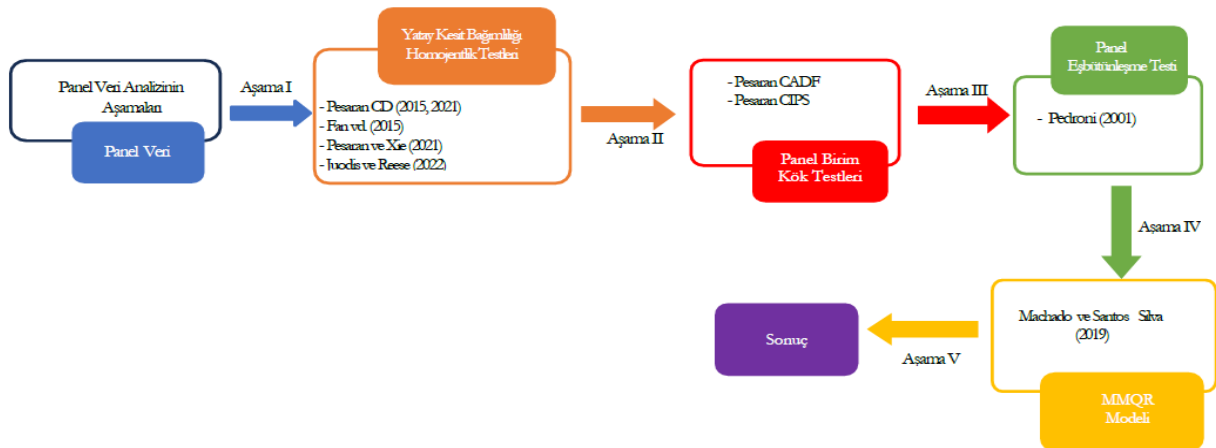 Panel Veri Analizinin
Aşamaları
Panel Veri
Aşama I
Yatay Kesit Bağımlılığı
Homojentlik Testleri
- Pesaran CD (2015, 2021)
- Fan vd. (2015)
- Pesaran ve Xie (2021)
- Juodis ve Reese (2022)
Aşama II
- Pesaran CADF
- Pesaran CIPS
Panel Birim
Kök Testleri
Aşama III
Panel
Eşbütünleşme Testi
- Pedroni (2001)
Aşama IV
Machado ve Santos Silva
(2019)
MMQR
Modeli
Aşama V
Sonuç